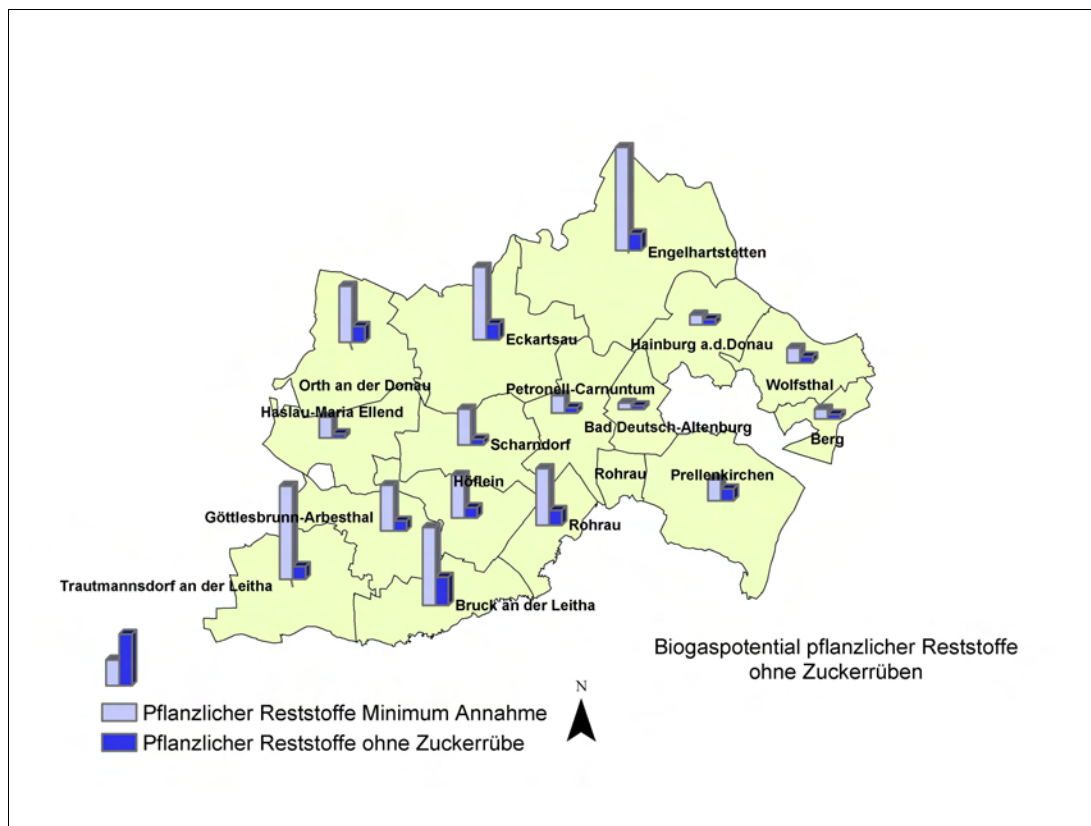 Engelhartstetten
Eckartsau
Hainburg a.d.Donau
Orth an der Donau
Petronell-Carnuntum
Wolfsthal
Haslau-Maria Ellend
Bad Deutsch-Altenburg
Scharndorf
Berg
Höflein
Rohrau
Prellenkirchen
Göttlesbrunn-Arbesthal
Rohrau
Trautmannsdorf an der Leitha
Bruck an der Leitha
Biogaspotential pflanzlicher Reststoffe
ohne Zuckerrüben
N
Pflanzlicher Reststoffe Minimum Annahme
Pflanzlicher Reststoffe ohne Zuckerrübe